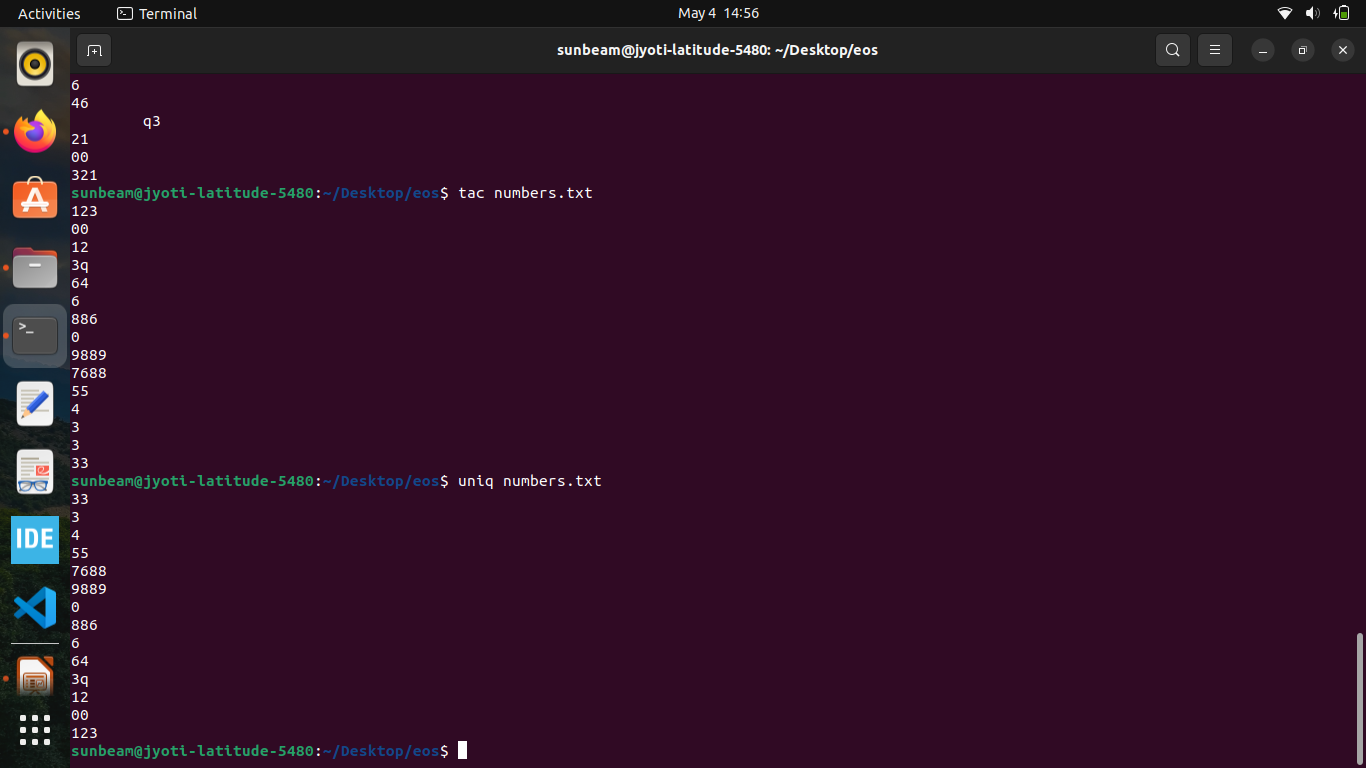 Activities
Terminal
May 4 14:56
sunbeam@jyoti-latitude-5480: ~/Desktop/eos
6
46
q3
21
00
321
sunbeam@jyoti-latitude-5480:~/Desktop/eos$ tac numbers.txt
123
00
12
3q
64
6
886
0
9889
7688
55
4
3
3
33
sunbeam@jyoti-latitude-5480:~/Desktop/eos$ uniq numbers.txt
33
3
4
55
7688
9889
0
886
6
64
3q
12
00
123
sunbeam@jyoti-latitude-5480:~/Desktop/eos$
IDE